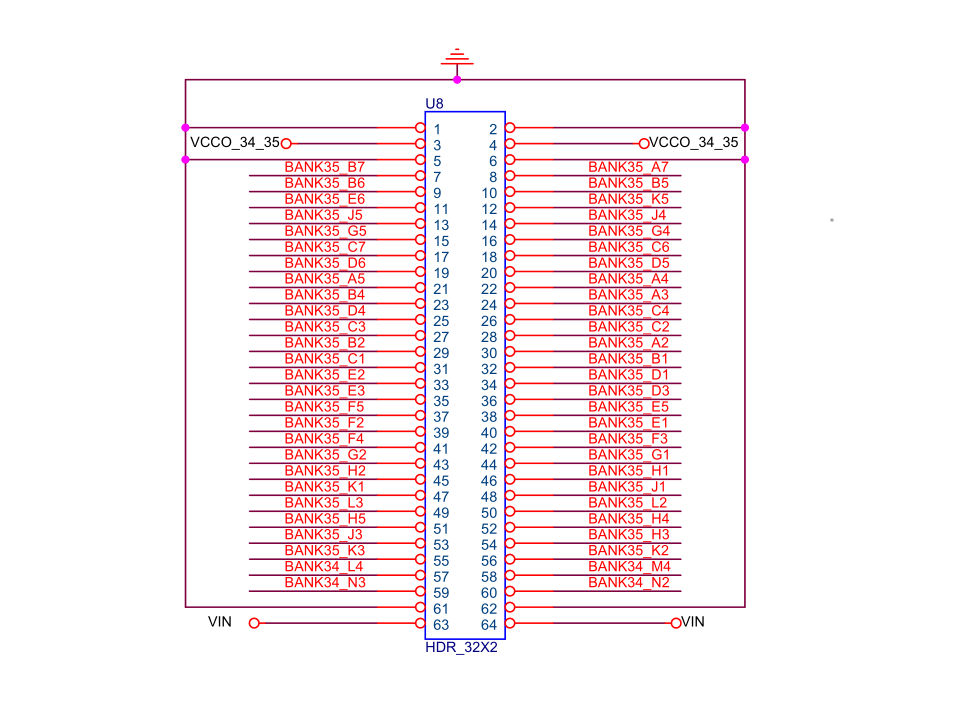 U8
1 2
VCCO_34_35 3 4 VCCO_34_35
5 6
BANK35_B7 7 8 BANK35_A7
BANK35_B6 9 10 BANK35_B5
BANK35_E6 11 12 BANK35_K5
BANK35_J5 13 14 BANK35_J4
BANK35_G5 15 16 BANK35_G4
BANK35_C7 17 18 BANK35_C6
BANK35_D6 19 20 BANK35_D5
BANK35_A5 21 22 BANK35_A4
BANK35_B4 23 24 BANK35_A3
BANK35_D4 25 26 BANK35_C4
BANK35_C3 27 28 BANK35_C2
BANK35_B2 29 30 BANK35_A2
BANK35_C1 31 32 BANK35_B1
BANK35_E2 33 34 BANK35_D1
BANK35_E3 35 36 BANK35_D3
BANK35_F5 37 38 BANK35_E5
BANK35_F2 39 40 BANK35_E1
BANK35_F4 41 42 BANK35_F3
BANK35_G2 43 44 BANK35_G1
BANK35_H2 45 46 BANK35_H1
BANK35_K1 47 48 BANK35_J1
BANK35_L3 49 50 BANK35_L2
BANK35_H5 51 52 BANK35_H4
BANK35_J3 53 54 BANK35_H3
BANK35_K3 55 56 BANK35_K2
BANK34_L4 57 58 BANK34_M4
BANK34_N3 59 60 BANK34_N2
61 62
VIN 63 64 VIN
HDR_32X2